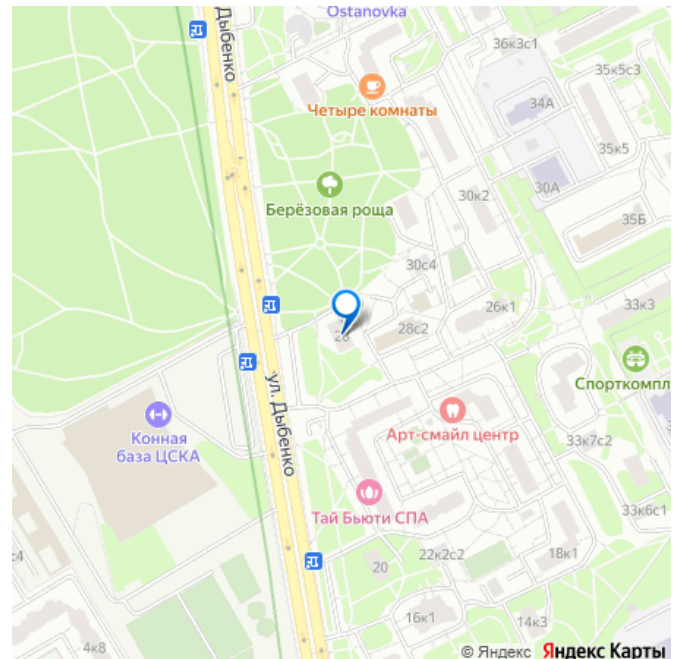 Ostanovka
ул. Дыбенко
36к3с1
35к5с3
34А
Четыре комнаты
35к5
30А
30к2
Берёзовая роща
35Б
30с4
26к1
33к3
28
28с2
Спорткомпл
ул. Дыбенко
Арт-смайл центр
Конная
база ЦСКА
33к7с2
Тай Бьюти СПА
33к6с1
22к2с2
18к1
20
16к1
14к3
4к8
© Яндекс Яндекс Карты